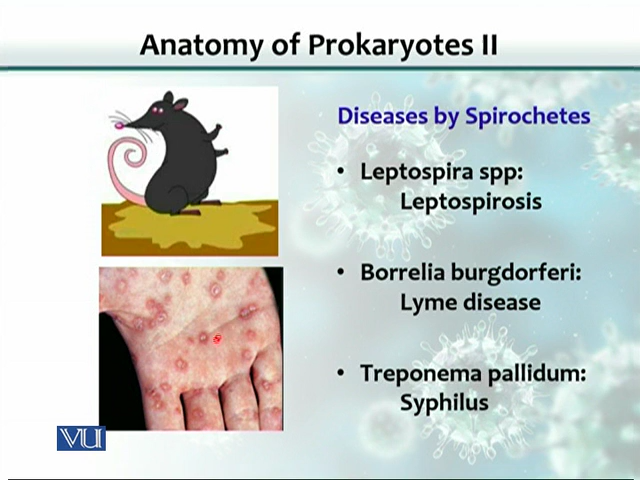 Anatomy of Prokaryotes II
Diseases by Spirochetes
• Leptospira spp:
Leptospirosis
• Borrelia burgdorferi:
Lyme disease
• Treponema pallidum:
Syphilus
VU